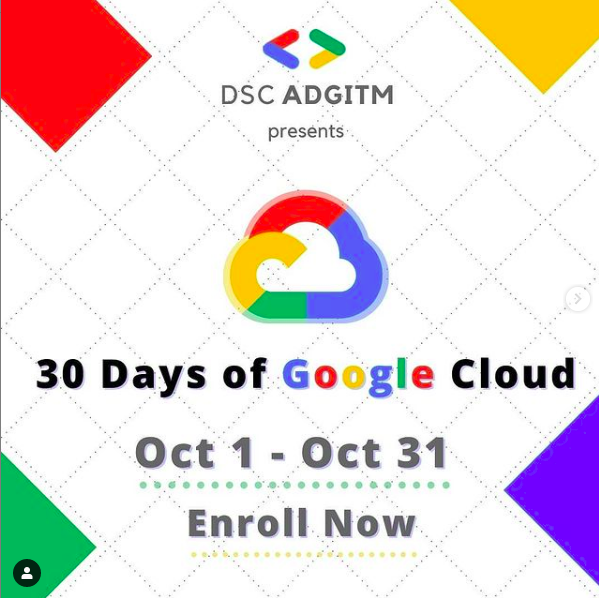 DSC ADGITM
presents
30 Days of Google Cloud
Oct 1 - Oct 31
Enroll Now